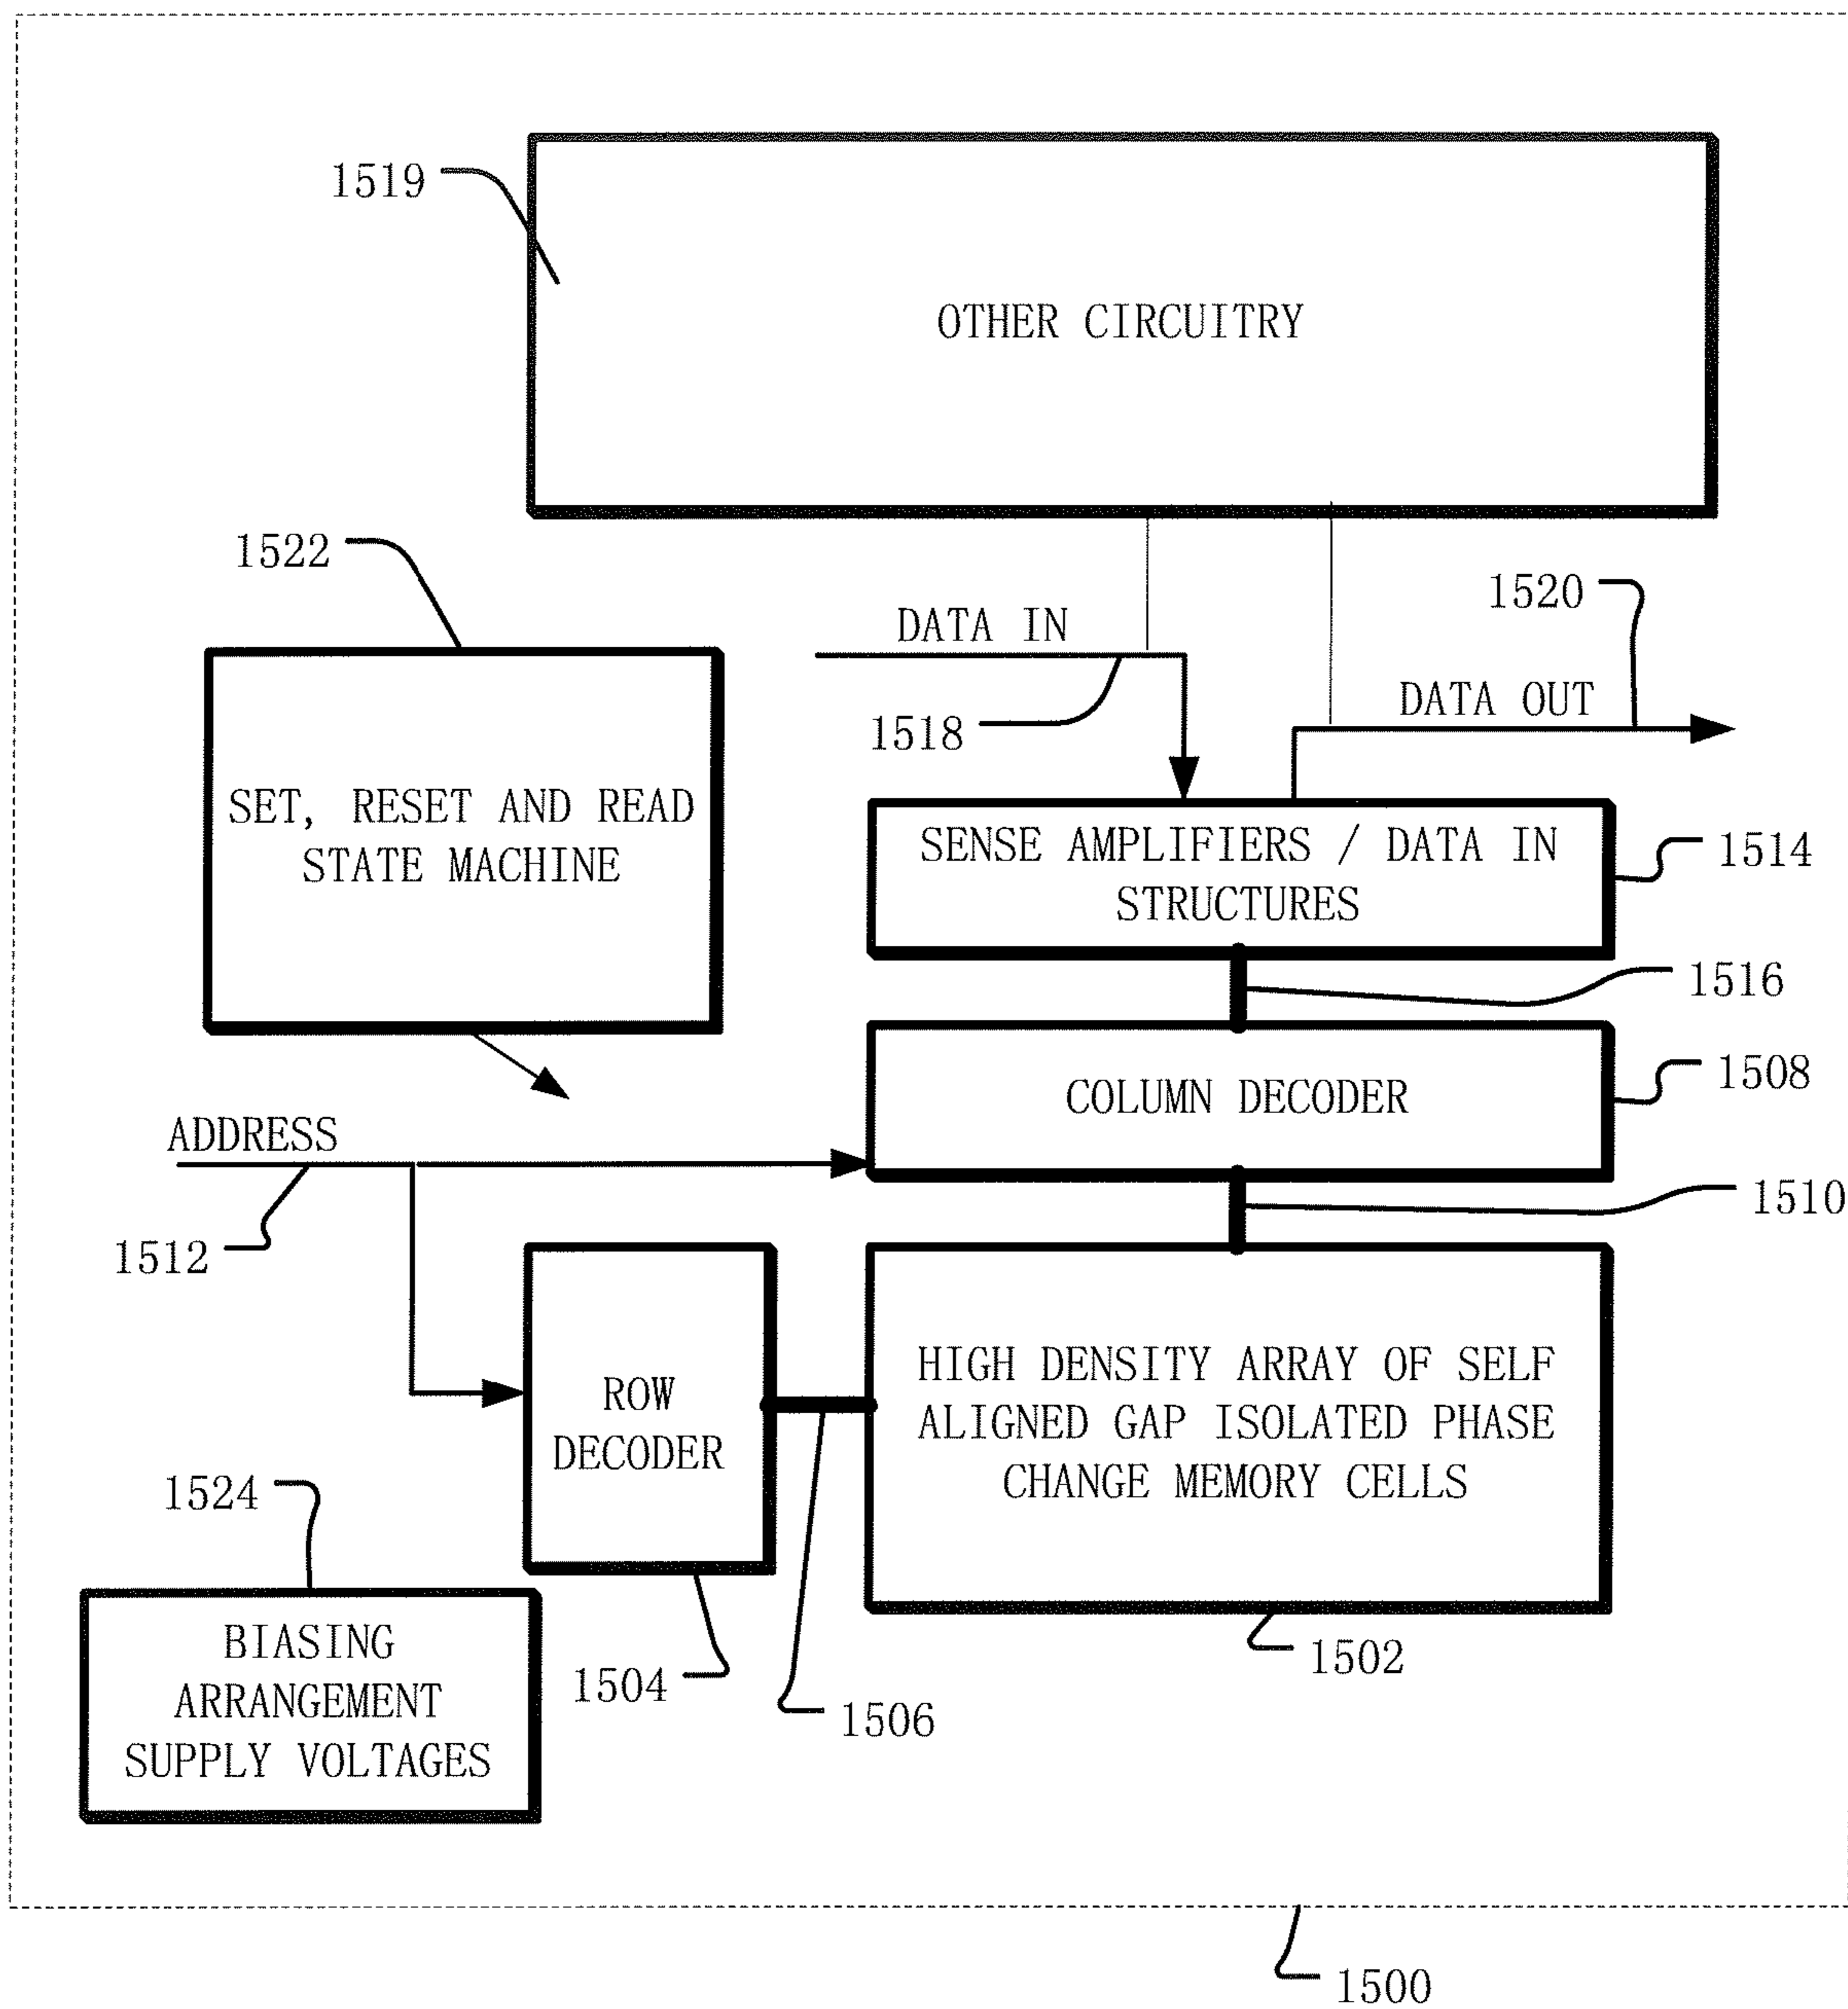 1519
OTHER CIRCUITRY
1522
1520
DATA IN
DATA OUT
1518
SET, RESET AND READ
STATE MACHINE
SENSE AMPLIFIERS / DATA IN
STRUCTURES
1514
1516
COLUMN DECODER
1508
ADDRESS
1510
1512
ROW
DECODER
HIGH DENSITY ARRAY OF SELF
ALIGNED GAP ISOLATED PHASE
CHANGE MEMORY CELLS
1524
BIASING
ARRANGEMENT
SUPPLY VOLTAGES
1504
1506
1502
1500